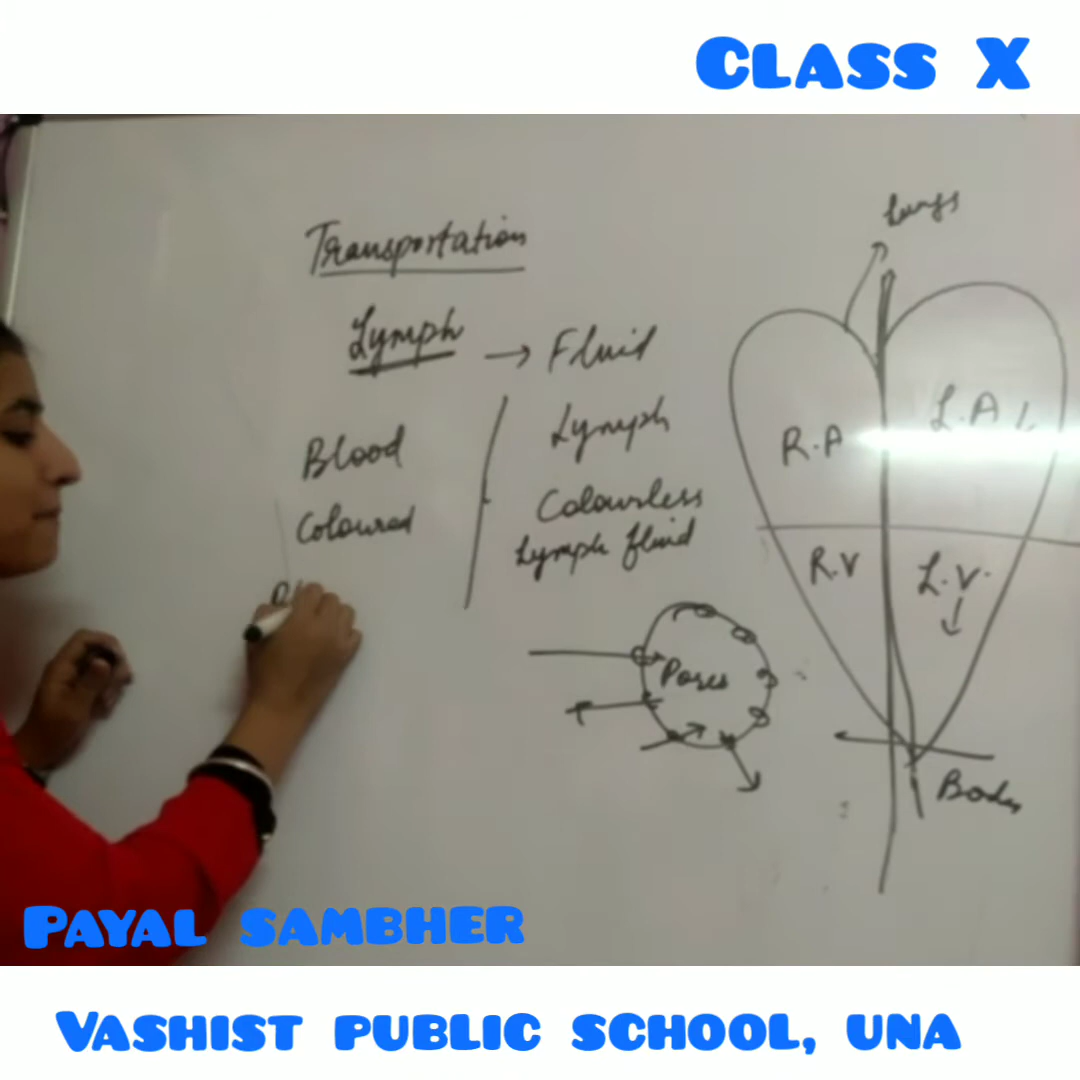 CLASS X
Transportation
Lymph → Fluid
Blood
Coloured
Lymph
Colourless
Lymph fluid
Pores
Lungs
R.A
L.A
R.V
L.V.
Body
PAYAL SAMBHER
VASHIST PUBLIC SCHOOL, UNA